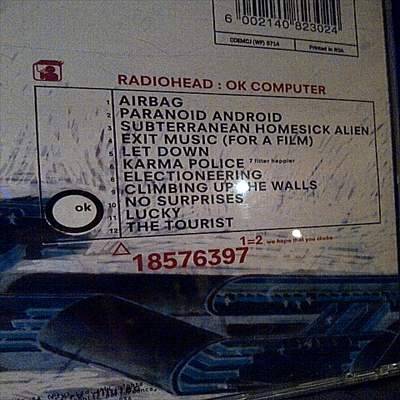 6 002140 823024
CDEMCJ (WF) 5714
Printed in RSA
RADIOHEAD : OK COMPUTER
1 AIRBAG
2 PARANOID ANDROID
3 SUBTERRANEAN HOMESICK ALIEN
4 EXIT MUSIC (FOR A FILM)
5 LET DOWN
6 KARMA POLICE 7 fitter happier
8 ELECTIONEERING
9 CLIMBING UP THE WALLS
10 NO SURPRISES
11 LUCKY
12 THE TOURIST
ok
1=2 we hope that you choke
18576397